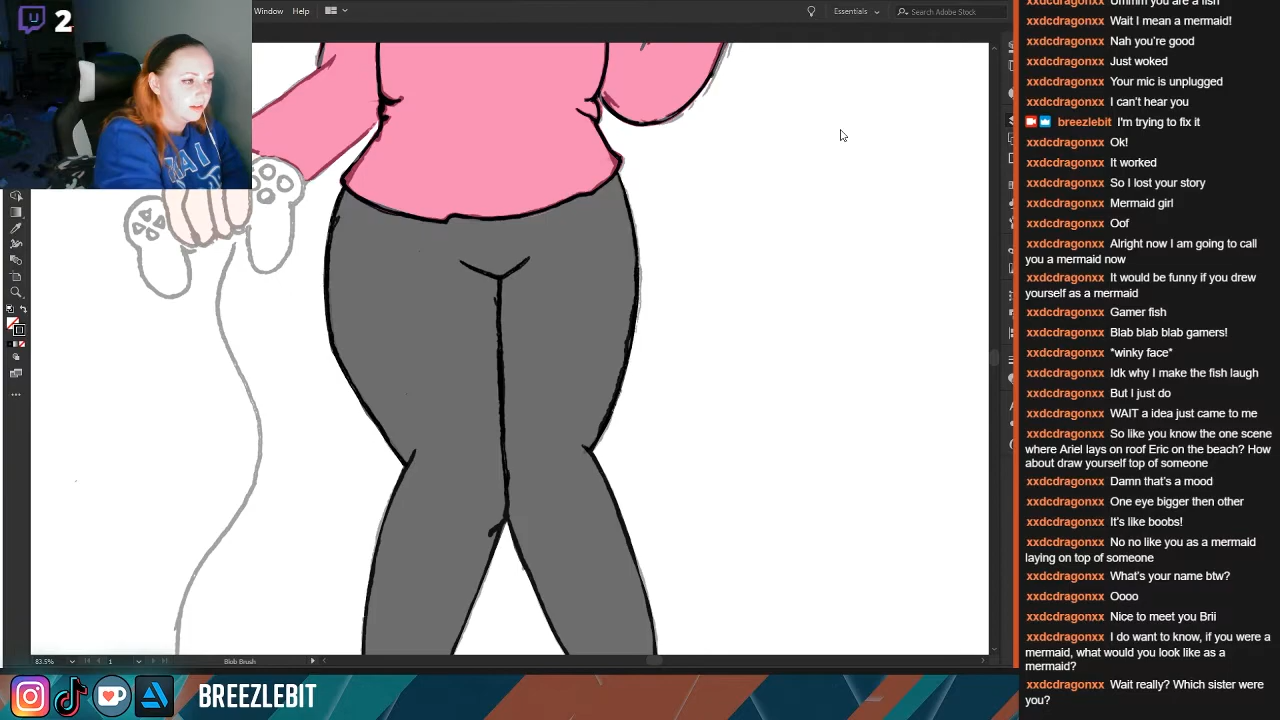 2
Window Help
Essentials
Search Adobe Stock
Ummm you are a fish
xxdcdragonxx Wait I mean a mermaid!
xxdcdragonxx Nah you're good
xxdcdragonxx Just woked
xxdcdragonxx Your mic is unplugged
xxdcdragonxx I can't hear you
breezlebit I'm trying to fix it
xxdcdragonxx Ok!
xxdcdragonxx It worked
xxdcdragonxx So I lost your story
xxdcdragonxx Mermaid girl
xxdcdragonxx Oof
xxdcdragonxx Alright now I am going to call
you a mermaid now
xxdcdragonxx It would be funny if you drew
yourself as a mermaid
xxdcdragonxx Gamer fish
xxdcdragonxx Blab blab blab gamers!
xxdcdragonxx *winky face*
xxdcdragonxx Idk why I make the fish laugh
xxdcdragonxx But I just do
xxdcdragonxx WAIT a idea just came to me
xxdcdragonxx So like you know the one scene
where Ariel lays on roof Eric on the beach? How
about draw yourself top of someone
xxdcdragonxx Damn that's a mood
xxdcdragonxx One eye bigger then other
xxdcdragonxx It's like boobs!
xxdcdragonxx No no like you as a mermaid
laying on top of someone
xxdcdragonxx What's your name btw?
xxdcdragonxx Oooo
xxdcdragonxx Nice to meet you Brii
xxdcdragonxx I do want to know, if you were a
mermaid, what would you look like as a
mermaid?
xxdcdragonxx Wait really? Which sister were
you?
83.5% 1 Blob Brush
BREEZLEBIT